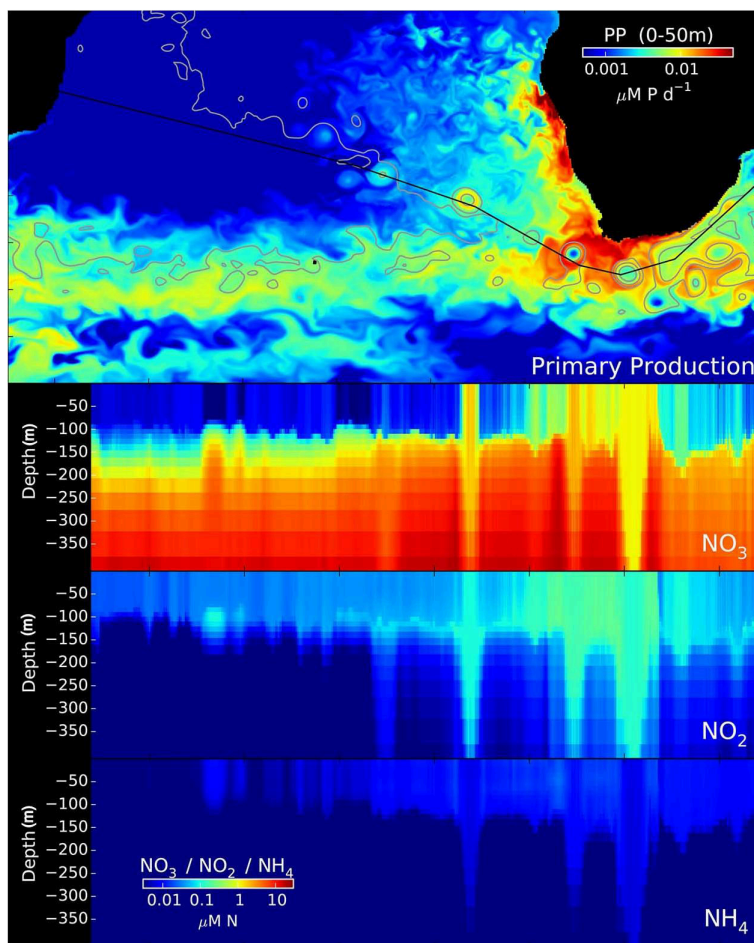 PP (0-50m)
0.001 0.01
μM P d⁻¹
Primary Production
Depth (m)
−50
−100
−150
−200
−250
−300
−350
NO₃
Depth (m)
−50
−100
−150
−200
−250
−300
−350
NO₂
Depth (m)
−50
−100
−150
−200
−250
−300
−350
NO₃ / NO₂ / NH₄
0.01 0.1 1 10
μM N
NH₄